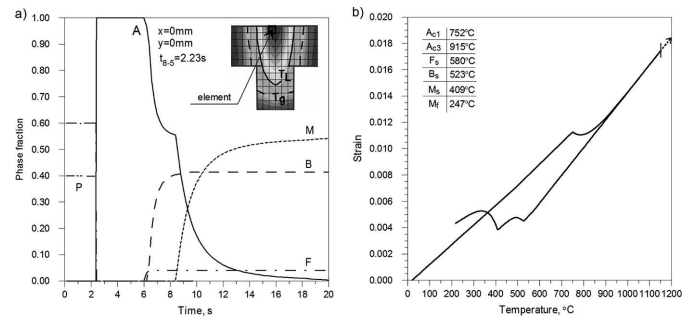 a)
1.00
0.90
0.80
0.70
0.60
0.50
0.40
0.30
0.20
0.10
0.00
Phase fraction
0 2 4 6 8 10 12 14 16 18 20
Time, s
A
x=0mm
y=0mm
t8-5=2.23s
element
TL
Tg
P
M
B
F
b)
0.020
0.018
0.016
0.014
0.012
0.010
0.008
0.006
0.004
0.002
0.000
Strain
0 100 200 300 400 500 600 700 800 900 1000 1100 1200
Temperature, °C
Ac1 752°C
Ac3 915°C
Fs 580°C
Bs 523°C
Ms 409°C
Mf 247°C